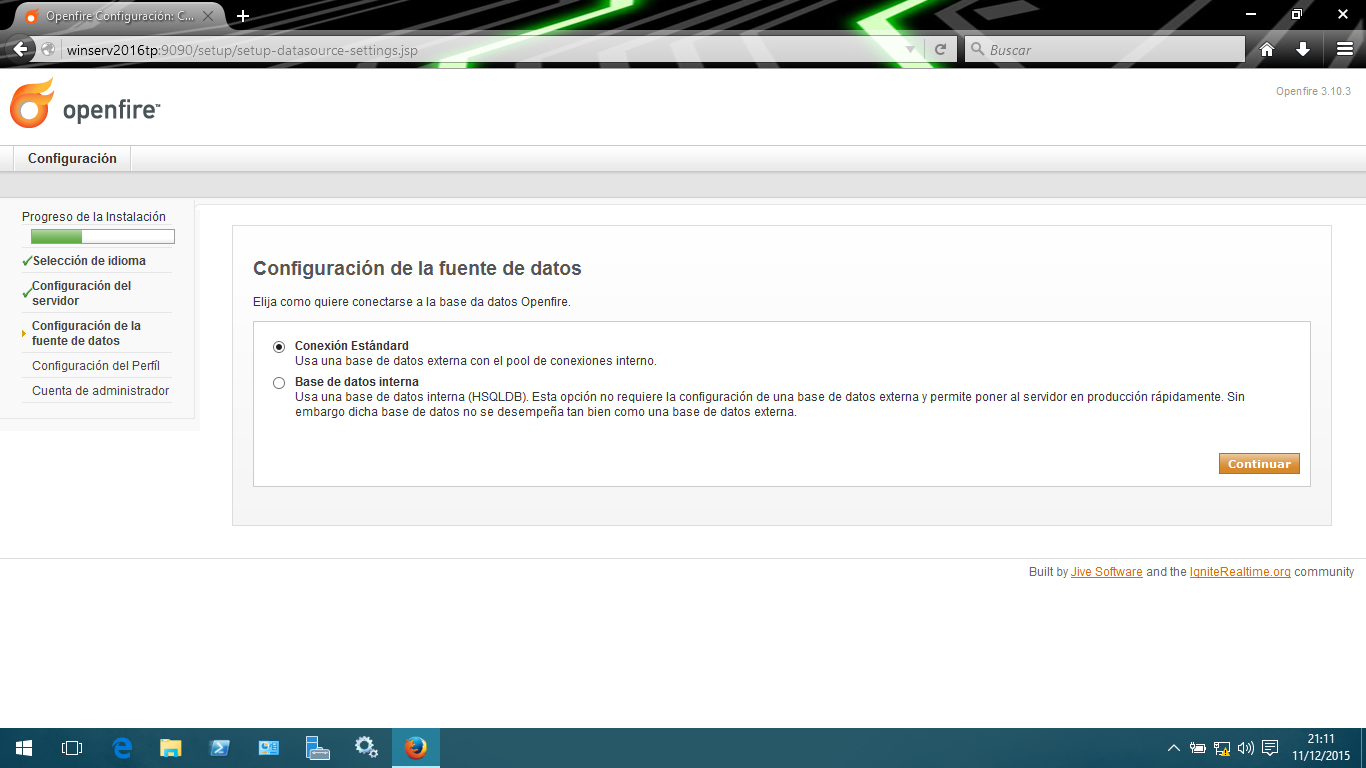 Openfire Configuración: C...
winserv2016tp:9090/setup/setup-datasource-settings.jsp
Buscar
openfire™
Openfire 3.10.3
Configuración
Progreso de la Instalación
Selección de idioma
Configuración del
servidor
Configuración de la
fuente de datos
Configuración del Perfíl
Cuenta de administrador
Configuración de la fuente de datos
Elija como quiere conectarse a la base da datos Openfire.
Conexión Estándard
Usa una base de datos externa con el pool de conexiones interno.
Base de datos interna
Usa una base de datos interna (HSQLDB). Esta opción no requiere la configuración de una base de datos externa y permite poner al servidor en producción rápidamente. Sin
embargo dicha base de datos no se desempeña tan bien como una base de datos externa.
Continuar
Built by Jive Software and the IgniteRealtime.org community
21:11
11/12/2015